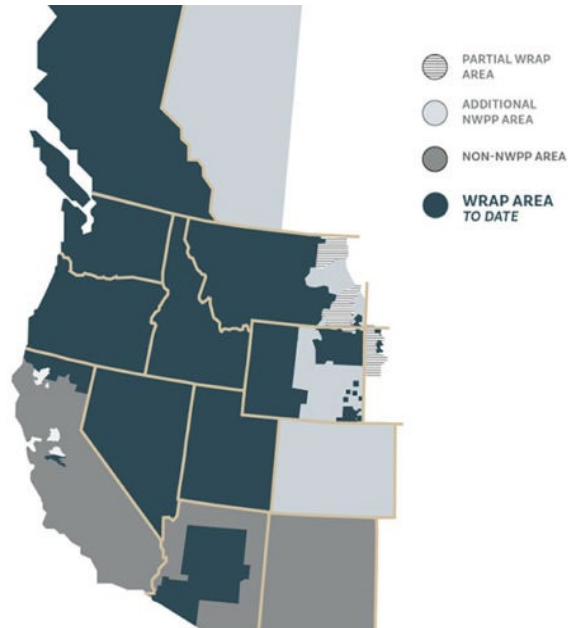 PARTIAL WRAP
AREA
ADDITIONAL
NWPP AREA
NON-NWPP AREA
WRAP AREA
TO DATE